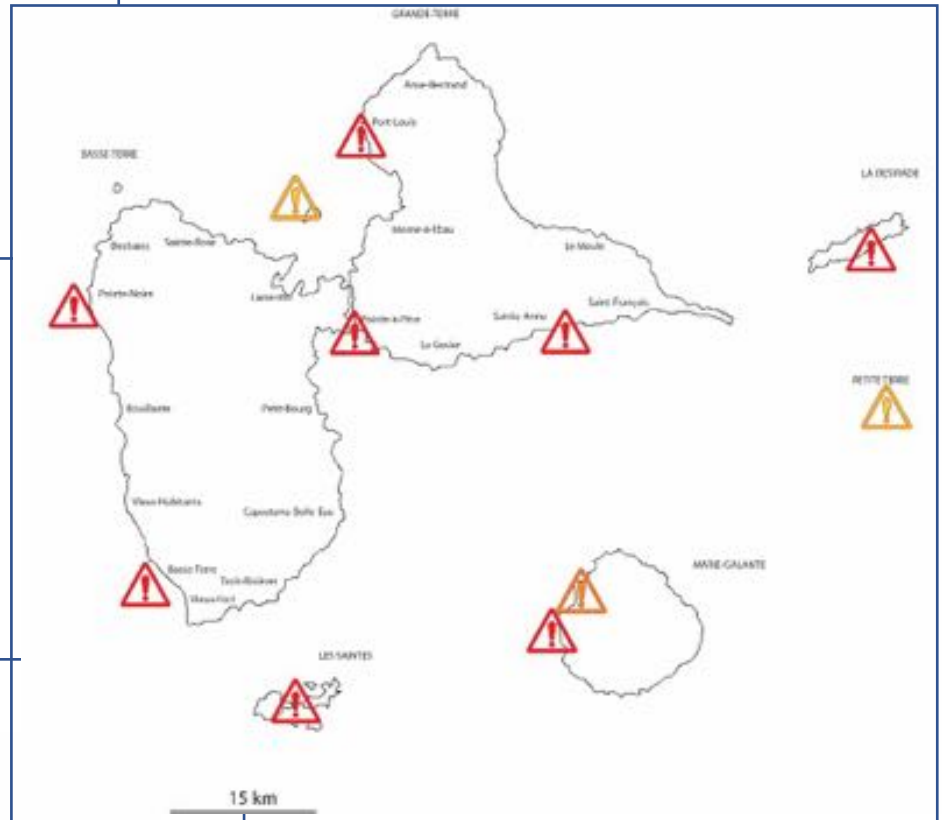 GRANDE-TERRE
Anse-Bertrand
Port-Louis
BASSE-TERRE
LA DESIRADE
Morne-à-l'Eau
Deshaies
Sainte-Rose
Le Moule
Pointe-Noire
Lamentin
Saint-François
Pointe-à-Pitre
Sainte-Anne
Le Gosier
PETITE TERRE
Bouillante
Petit-Bourg
Vieux-Habitants
Capesterre-Belle-Eau
MARIE-GALANTE
Basse-Terre
Trois-Rivières
Vieux-Fort
LES SAINTES
15 km